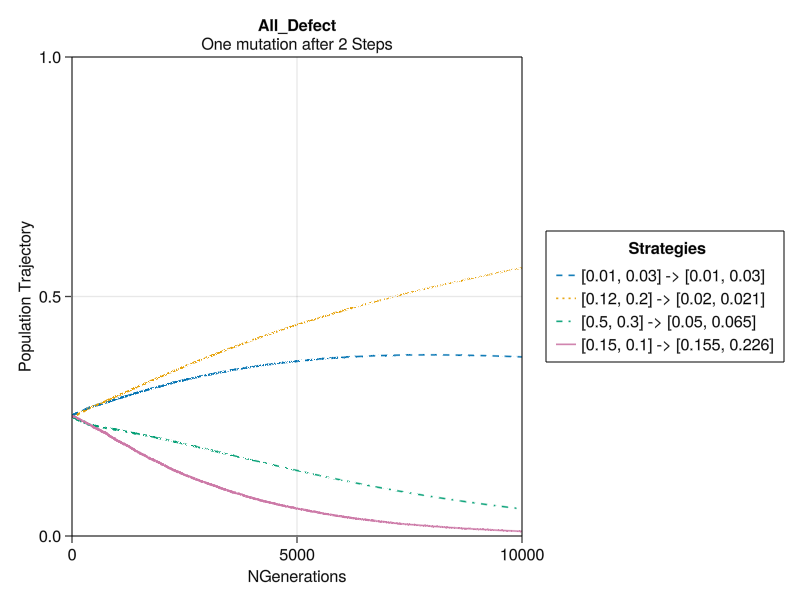 All_Defect
One mutation after 2 Steps
1.0
0.5
0.0
Population Trajectory
0
5000
10000
NGenerations
Strategies
[0.01, 0.03] -> [0.01, 0.03]
[0.12, 0.2] -> [0.02, 0.021]
[0.5, 0.3] -> [0.05, 0.065]
[0.15, 0.1] -> [0.155, 0.226]